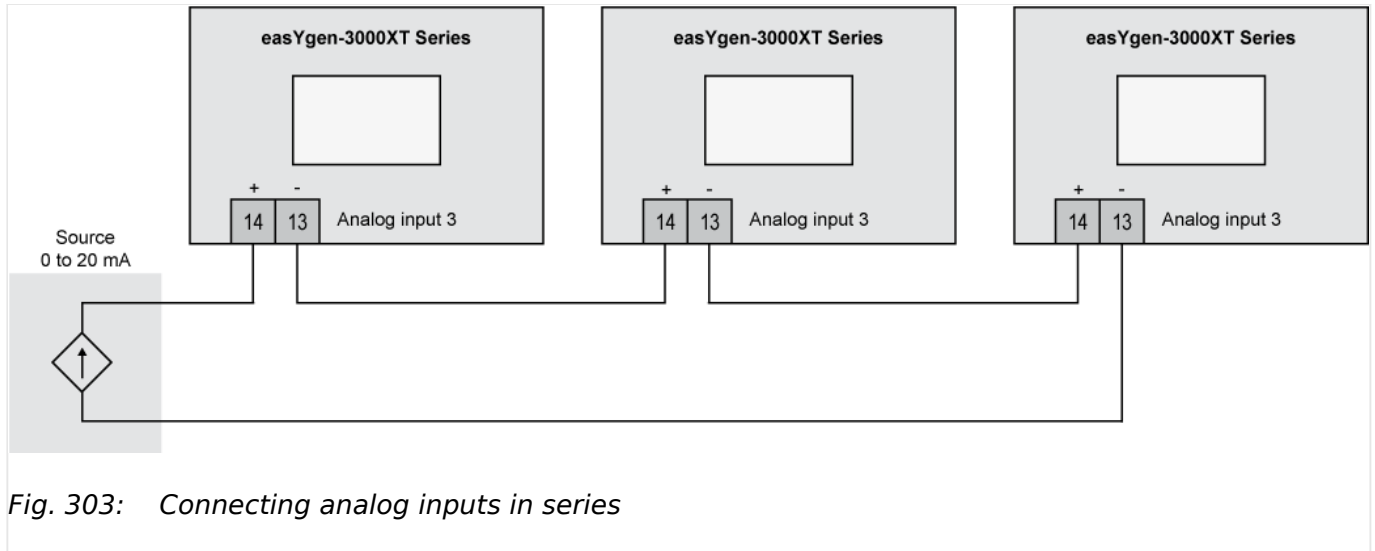 easYgen-3000XT Series easYgen-3000XT Series easYgen-3000XT Series
+ - + - + -
14 13 Analog input 3 14 13 Analog input 3 14 13 Analog input 3
Source
0 to 20 mA
Fig. 303: Connecting analog inputs in series